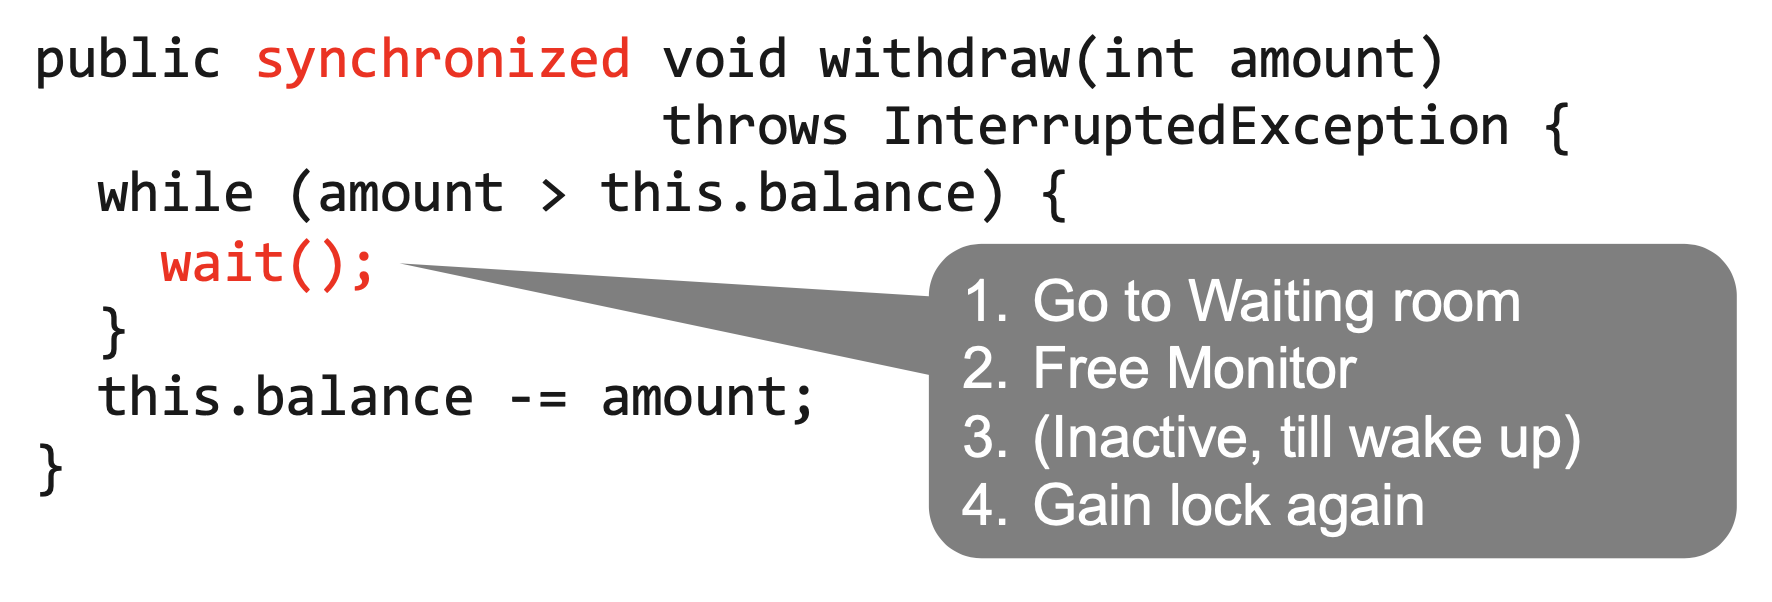 public synchronized void withdraw(int amount)
throws InterruptedException {
while (amount > this.balance) {
wait();
}
this.balance -= amount;
}
1. Go to Waiting room
2. Free Monitor
3. (Inactive, till wake up)
4. Gain lock again